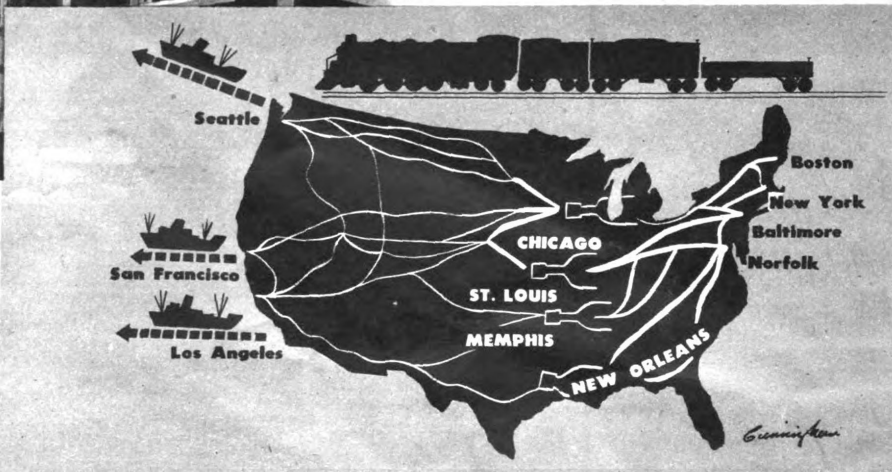 Seattle
Boston
New York
CHICAGO
Baltimore
San Francisco
Norfolk
ST. LOUIS
MEMPHIS
Los Angeles
NEW ORLEANS